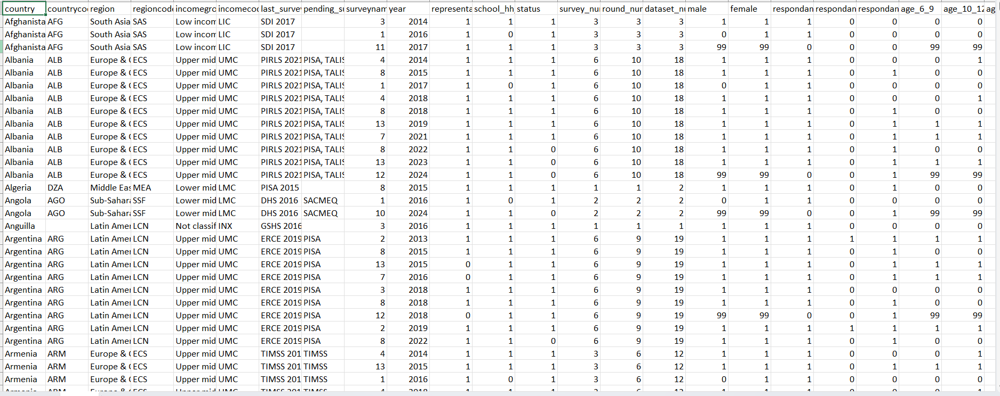 country countrycod region regioncode incomegro incomecod last_surve pending_su surveynam year representa school_hh status survey_nu round_num dataset_nu male female respondan respondan respondan age_6_9 age_10_12 ag
Afghanista AFG South Asia SAS Low incom LIC SDI 2017 3 2014 1 1 1 3 3 3 1 1 1 0 0 0 0
Afghanista AFG South Asia SAS Low incom LIC SDI 2017 1 2016 1 0 1 3 3 3 0 1 1 0 0 0 0
Afghanista AFG South Asia SAS Low incom LIC SDI 2017 11 2017 1 1 1 3 3 3 99 99 0 0 0 99 99
Albania ALB Europe & ( ECS Upper mid UMC PIRLS 2021 PISA, TALIS 4 2014 1 1 1 6 10 18 1 1 1 0 0 0 1
Albania ALB Europe & ( ECS Upper mid UMC PIRLS 2021 PISA, TALIS 8 2015 1 1 1 6 10 18 1 1 1 0 1 0 0
Albania ALB Europe & ( ECS Upper mid UMC PIRLS 2021 PISA, TALIS 1 2017 1 0 1 6 10 18 0 1 1 0 0 0 0
Albania ALB Europe & ( ECS Upper mid UMC PIRLS 2021 PISA, TALIS 4 2018 1 1 1 6 10 18 1 1 1 0 0 0 1
Albania ALB Europe & ( ECS Upper mid UMC PIRLS 2021 PISA, TALIS 8 2018 1 1 1 6 10 18 1 1 1 0 1 0 0
Albania ALB Europe & ( ECS Upper mid UMC PIRLS 2021 PISA, TALIS 13 2019 1 1 1 6 10 18 1 1 1 0 1 1 1
Albania ALB Europe & ( ECS Upper mid UMC PIRLS 2021 PISA, TALIS 7 2021 1 1 1 6 10 18 1 1 1 0 1 1 1
Albania ALB Europe & ( ECS Upper mid UMC PIRLS 2021 PISA, TALIS 8 2022 1 1 0 6 10 18 1 1 1 0 1 0 0
Albania ALB Europe & ( ECS Upper mid UMC PIRLS 2021 PISA, TALIS 13 2023 1 1 0 6 10 18 1 1 1 0 1 1 1
Albania ALB Europe & ( ECS Upper mid UMC PIRLS 2021 PISA, TALIS 12 2024 1 1 0 6 10 18 99 99 0 0 1 99 99
Algeria DZA Middle Eas MEA Lower mid LMC PISA 2015 8 2015 1 1 1 1 1 2 1 1 1 0 1 0 0
Angola AGO Sub-Sahara SSF Lower mid LMC DHS 2016 SACMEQ 1 2016 1 0 1 2 2 2 0 1 1 0 0 0 0
Angola AGO Sub-Sahara SSF Lower mid LMC DHS 2016 SACMEQ 10 2024 1 1 0 2 2 2 99 99 0 0 1 99 99
Anguilla Latin Amer LCN Not classif INX GSHS 2016 3 2016 1 1 1 1 1 1 1 1 1 0 0 0 0
Argentina ARG Latin Amer LCN Upper mid UMC ERCE 2019 PISA 2 2013 1 1 1 6 9 19 1 1 1 1 1 1 1
Argentina ARG Latin Amer LCN Upper mid UMC ERCE 2019 PISA 8 2015 1 1 1 6 9 19 1 1 1 0 1 0 0
Argentina ARG Latin Amer LCN Upper mid UMC ERCE 2019 PISA 13 2015 0 1 1 6 9 19 1 1 1 0 1 1 1
Argentina ARG Latin Amer LCN Upper mid UMC ERCE 2019 PISA 7 2016 0 1 1 6 9 19 1 1 1 0 1 1 1
Argentina ARG Latin Amer LCN Upper mid UMC ERCE 2019 PISA 3 2018 1 1 1 6 9 19 1 1 1 0 0 0 0
Argentina ARG Latin Amer LCN Upper mid UMC ERCE 2019 PISA 8 2018 1 1 1 6 9 19 1 1 1 0 1 0 0
Argentina ARG Latin Amer LCN Upper mid UMC ERCE 2019 PISA 12 2018 0 1 1 6 9 19 99 99 0 0 1 99 99
Argentina ARG Latin Amer LCN Upper mid UMC ERCE 2019 PISA 2 2019 1 1 1 6 9 19 1 1 1 1 1 1 1
Argentina ARG Latin Amer LCN Upper mid UMC ERCE 2019 PISA 8 2022 1 1 0 6 9 19 1 1 1 0 1 0 0
Armenia ARM Europe & ( ECS Upper mid UMC TIMSS 201 TIMSS 4 2014 1 1 1 3 6 12 1 1 1 0 0 0 1
Armenia ARM Europe & ( ECS Upper mid UMC TIMSS 201 TIMSS 13 2015 1 1 1 3 6 12 1 1 1 0 1 1 1
Armenia ARM Europe & ( ECS Upper mid UMC TIMSS 201 TIMSS 1 2016 1 0 1 3 6 12 0 1 1 0 0 0 0